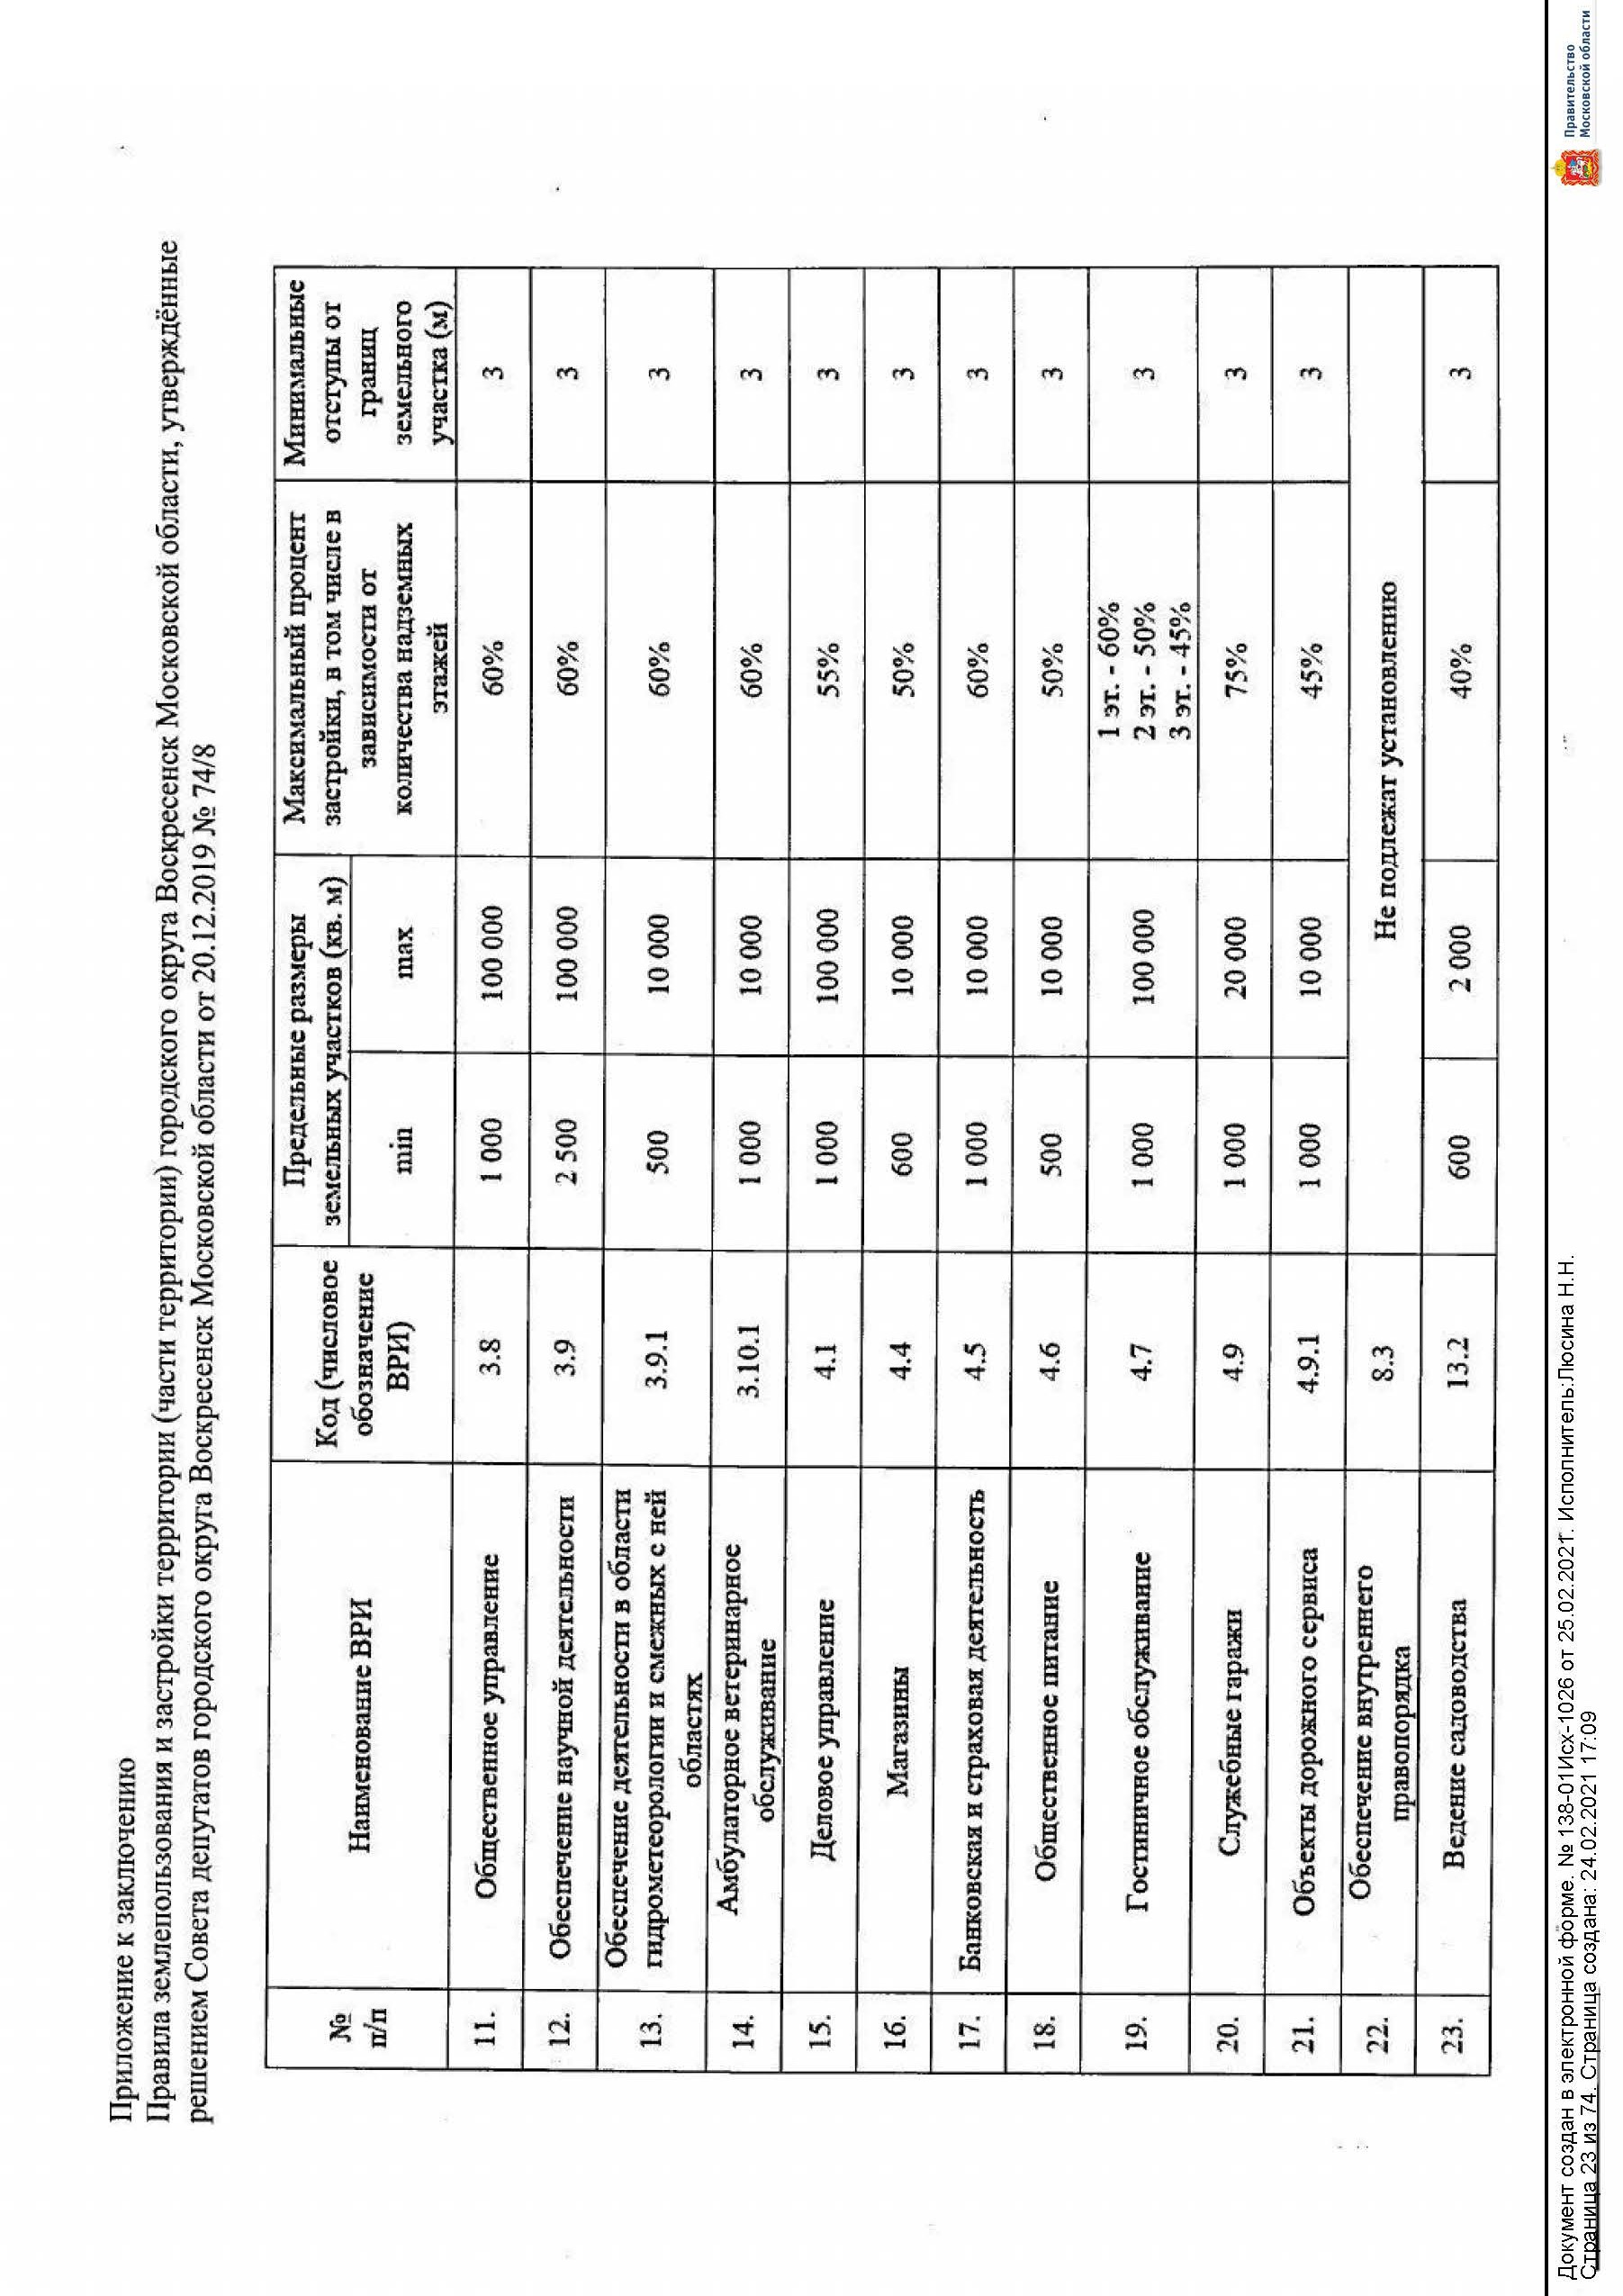 Приложение к заключению
Правила землепользования и застройки территории (части территории) городского округа Воскресенск Московской области, утверждённые
решением Совета депутатов городского округа Воскресенск Московской области от 20.12.2019 № 74/8
№ п/п
Наименование ВРИ
Код (числовое
обозначение
ВРИ)
Предельные размеры
земельных участков (кв. м)
min
max
Максимальный процент
застройки, в том числе в
зависимости от
количества надземных
этажей
Минимальные
отступы от
границ
земельного
участка (м)
11. Общественное управление 3.8 1 000 100 000 60% 3
12. Обеспечение научной деятельности 3.9 2 500 100 000 60% 3
13. Обеспечение деятельности в области
гидрометеорологии и смежных с ней
областях
3.9.1 500 10 000 60% 3
14. Амбулаторное ветеринарное
обслуживание
3.10.1 1 000 10 000 60% 3
15. Деловое управление 4.1 1 000 100 000 55% 3
16. Магазины 4.4 600 10 000 50% 3
17. Банковская и страховая деятельность 4.5 1 000 10 000 60% 3
18. Общественное питание 4.6 500 10 000 50% 3
19. Гостиничное обслуживание 4.7 1 000 100 000
1 эт. - 60%
2 эт. - 50%
3 эт. - 45%
3
20. Служебные гаражи 4.9 1 000 20 000 75% 3
21. Объекты дорожного сервиса 4.9.1 1 000 10 000 45% 3
22. Обеспечение внутреннего
правопорядка
8.3 Не подлежат установлению
23. Ведение садоводства 13.2 600 2 000 40% 3
Документ создан в электронной форме. № 138-01Исх-1026 от 25.02.2021. Исполнитель:Люсина Н.Н.
Страница 23 из 74. Страница создана: 24.02.2021 17:09
Правительство
Московской области